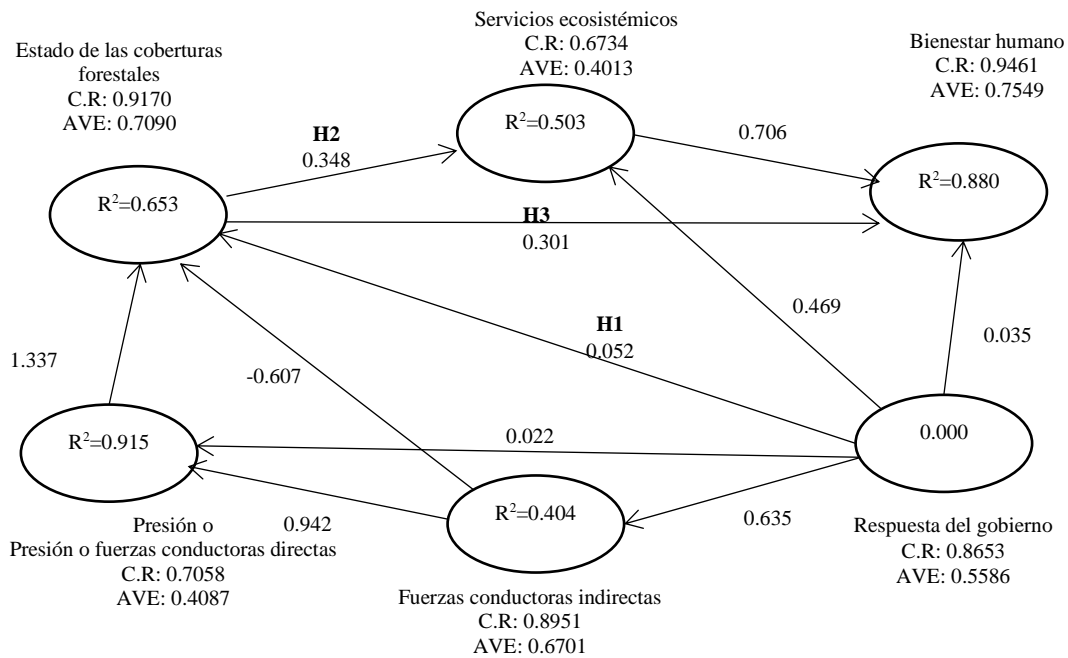 Servicios ecosistémicos
C.R: 0.6734
AVE: 0.4013
Estado de las coberturas
forestales
C.R: 0.9170
AVE: 0.7090
Bienestar humano
C.R: 0.9461
AVE: 0.7549
R²=0.503
H2
0.348
0.706
R²=0.653
R²=0.880
H3
0.301
H1
0.052
0.469
0.035
1.337
-0.607
R²=0.915
0.022
0.000
0.942
R²=0.404
0.635
Presión o
Presión o fuerzas conductoras directas
C.R: 0.7058
AVE: 0.4087
Fuerzas conductoras indirectas
C.R: 0.8951
AVE: 0.6701
Respuesta del gobierno
C.R: 0.8653
AVE: 0.5586